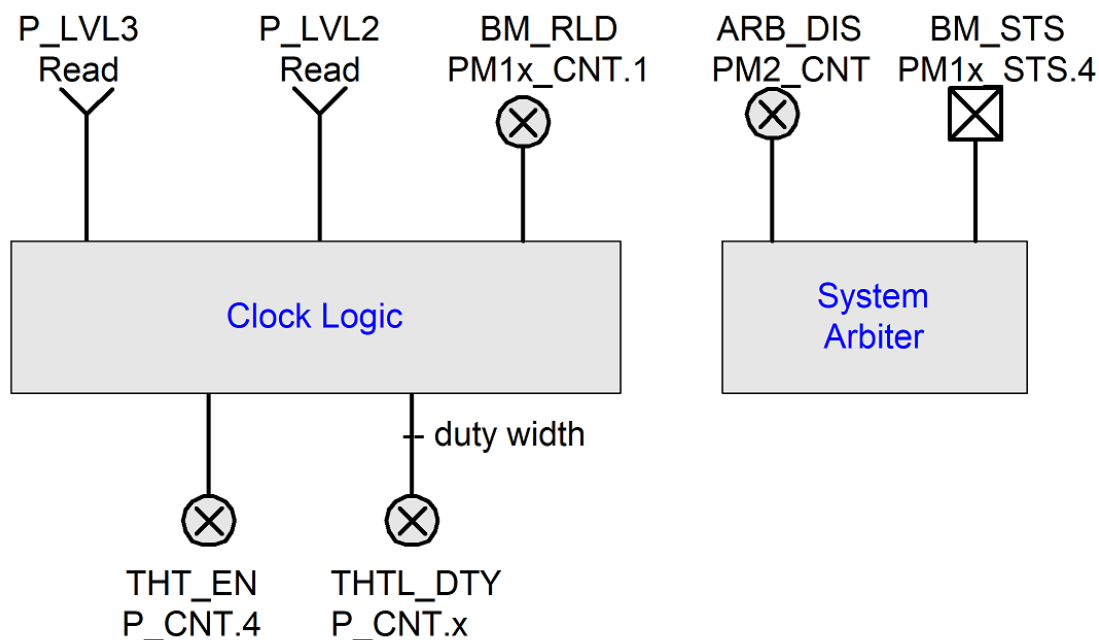 P_LVL3
Read
P_LVL2
Read
BM_RLD
PM1x_CNT.1
ARB_DIS
PM2_CNT
BM_STS
PM1x_STS.4
Clock Logic
System
Arbiter
duty width
THT_EN
P_CNT.4
THTL_DTY
P_CNT.x